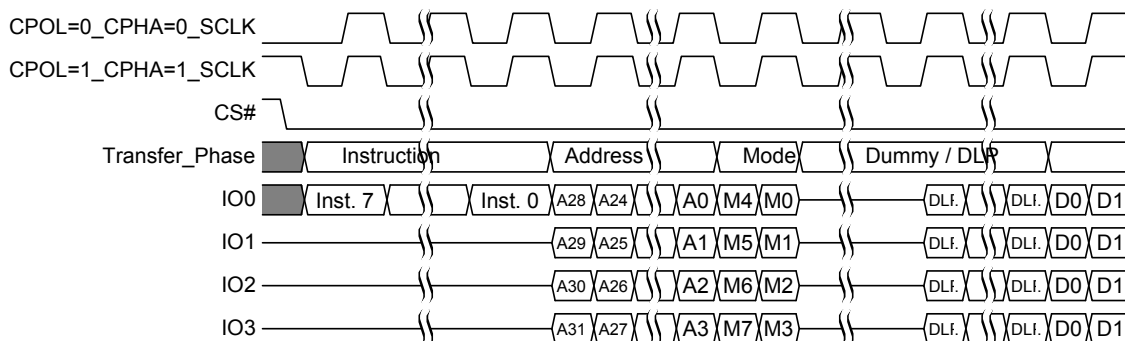 CPOL=0_CPHA=0_SCLK
CPOL=1_CPHA=1_SCLK
CS#
Transfer_Phase Instruction Address Mode Dummy / DLP
IO0 Inst. 7 Inst. 0 A28 A24 A0 M4 M0 DLP. DLP. D0 D1
IO1 A29 A25 A1 M5 M1 DLP. DLP. D0 D1
IO2 A30 A26 A2 M6 M2 DLP. DLP. D0 D1
IO3 A31 A27 A3 M7 M3 DLP. DLP. D0 D1